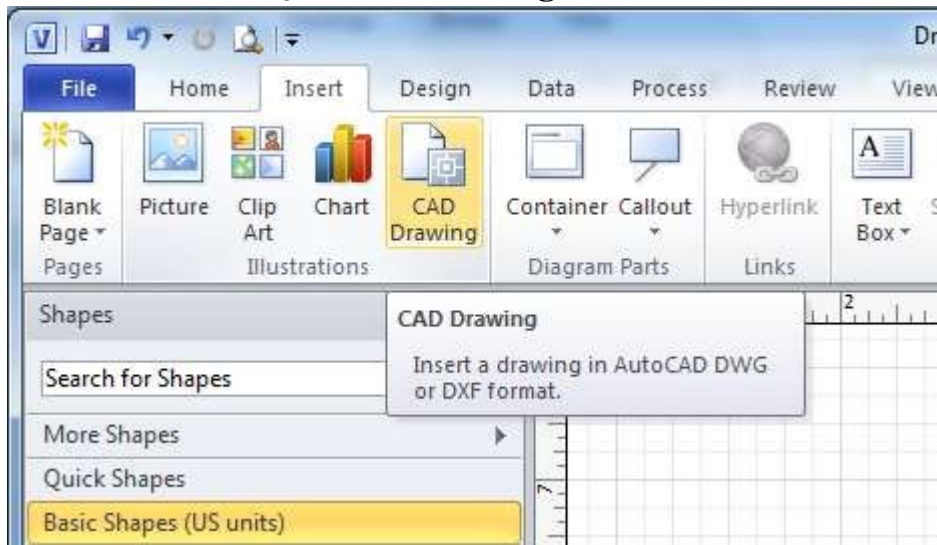 V
Dr
File Home Insert Design Data Process Review View
Blank Page Picture Clip Art Chart CAD Drawing Container Callout Hyperlink A Text Box
Pages Illustrations Diagram Parts Links
Shapes
CAD Drawing
Insert a drawing in AutoCAD DWG
or DXF format.
2
Search for Shapes
More Shapes
Quick Shapes
7
Basic Shapes (US units)